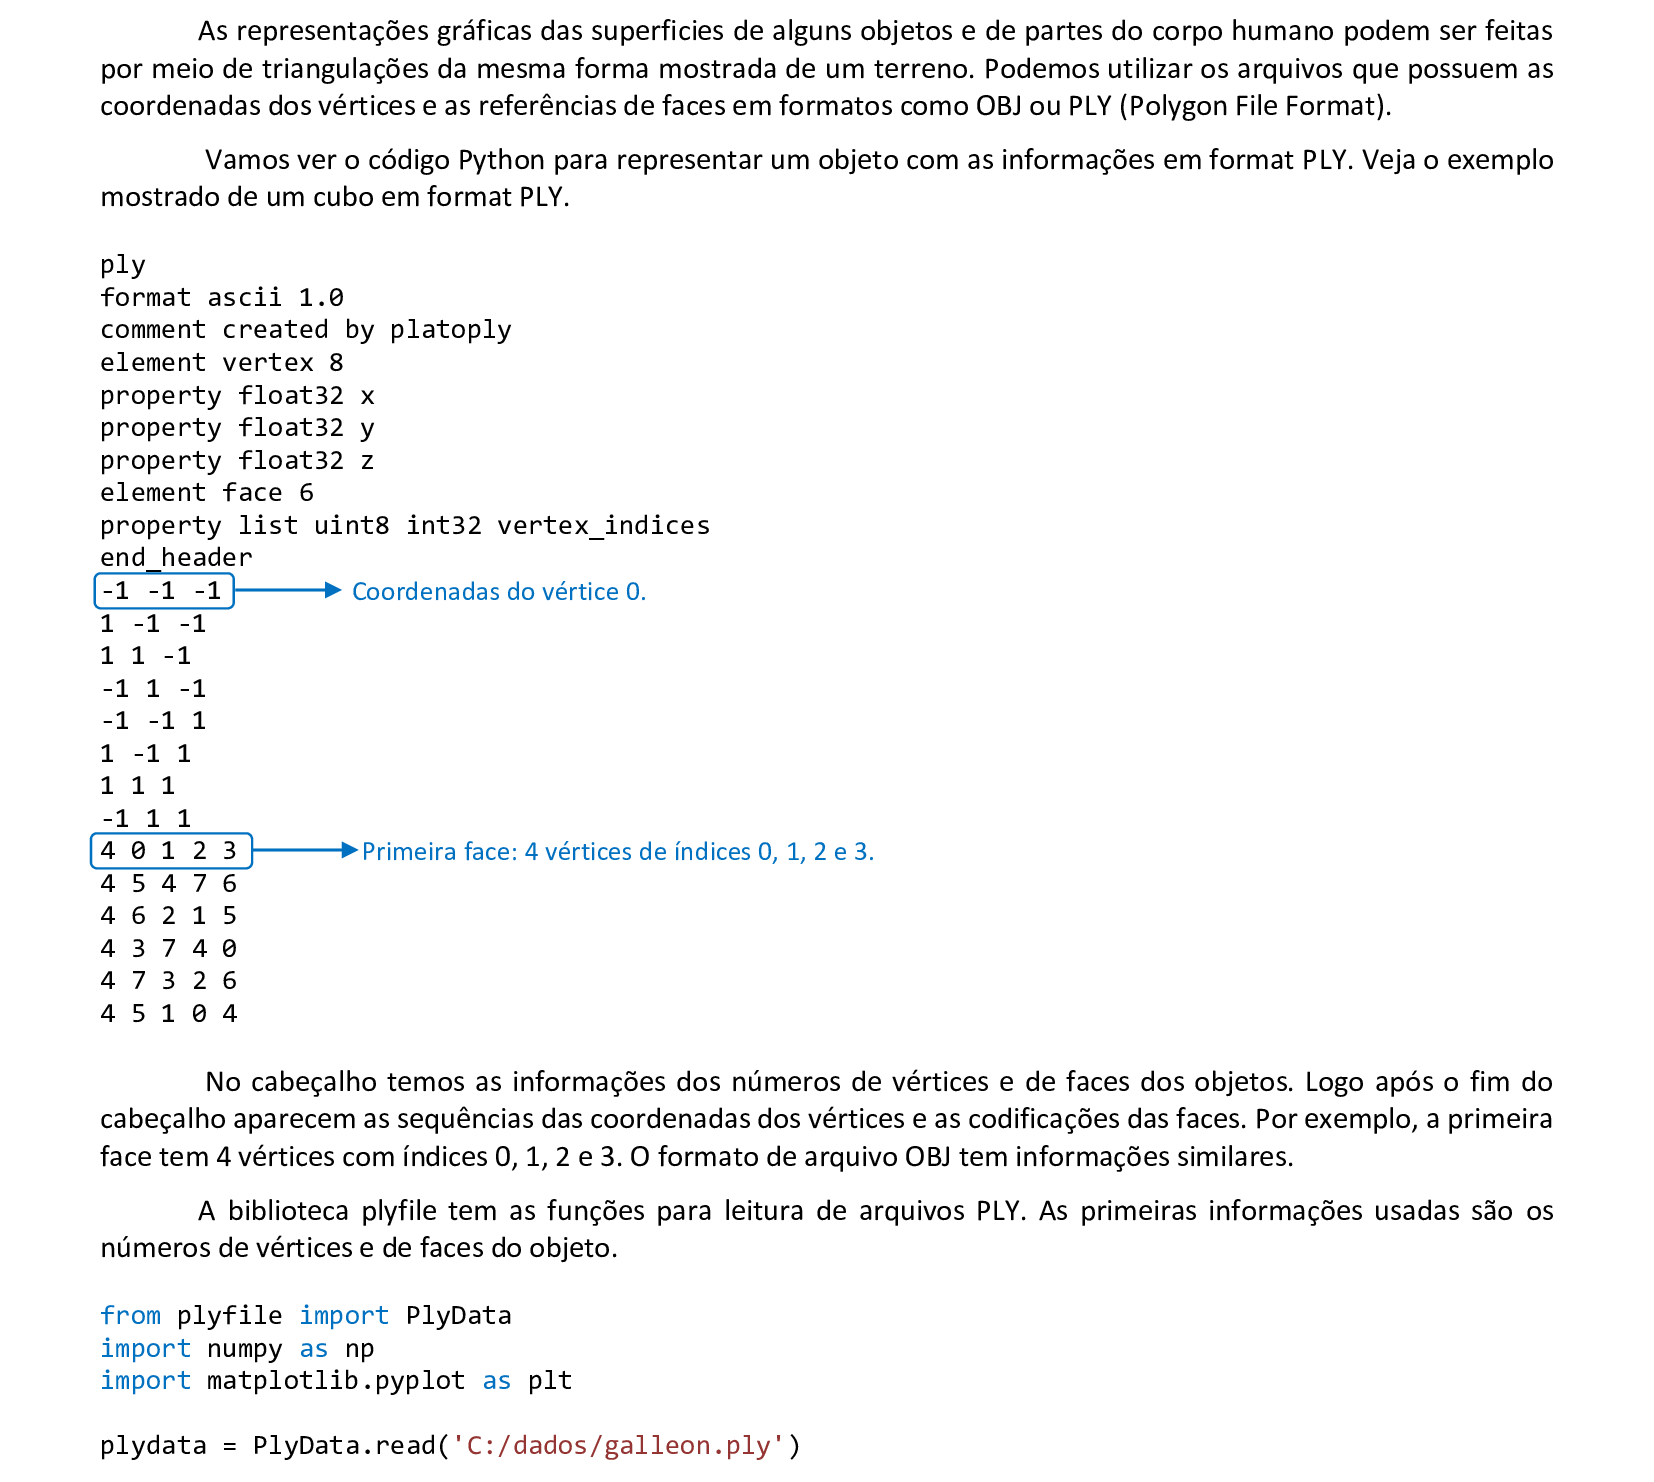 As representações gráficas das superficies de alguns objetos e de partes do corpo humano podem ser feitas
por meio de triangulações da mesma forma mostrada de um terreno. Podemos utilizar os arquivos que possuem as
coordenadas dos vértices e as referências de faces em formatos como OBJ ou PLY (Polygon File Format).
Vamos ver o código Python para representar um objeto com as informações em format PLY. Veja o exemplo
mostrado de um cubo em format PLY.
ply
format ascii 1.0
comment created by platoply
element vertex 8
property float32 x
property float32 y
property float32 z
element face 6
property list uint8 int32 vertex_indices
end_header
-1 -1 -1 Coordenadas do vértice 0.
1 -1 -1
1 1 -1
-1 1 -1
-1 -1 1
1 -1 1
1 1 1
-1 1 1
4 0 1 2 3 Primeira face: 4 vértices de índices 0, 1, 2 e 3.
4 5 4 7 6
4 6 2 1 5
4 3 7 4 0
4 7 3 2 6
4 5 1 0 4
No cabeçalho temos as informações dos números de vértices e de faces dos objetos. Logo após o fim do
cabeçalho aparecem as sequências das coordenadas dos vértices e as codificações das faces. Por exemplo, a primeira
face tem 4 vértices com índices 0, 1, 2 e 3. O formato de arquivo OBJ tem informações similares.
A biblioteca plyfile tem as funções para leitura de arquivos PLY. As primeiras informações usadas são os
números de vértices e de faces do objeto.
from plyfile import PlyData
import numpy as np
import matplotlib.pyplot as plt
plydata = PlyData.read('C:/dados/galleon.ply')